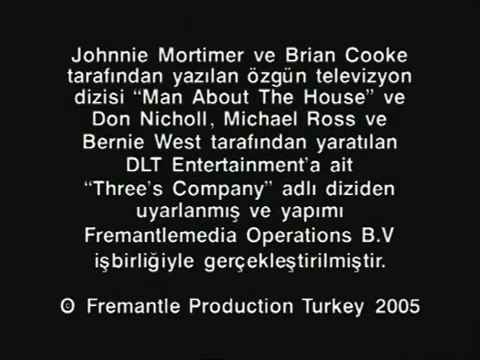 Johnnie Mortimer ve Brian Cooke
tarafından yazılan özgün televizyon
dizisi “Man About The House” ve
Don Nicholl, Michael Ross ve
Bernie West tarafından yaratılan
DLT Entertainment'a ait
“Three's Company” adlı diziden
uyarlanmış ve yapımı
Fremantlemedia Operations B.V
işbirliğiyle gerçekleştirilmiştir.
© Fremantle Production Turkey 2005